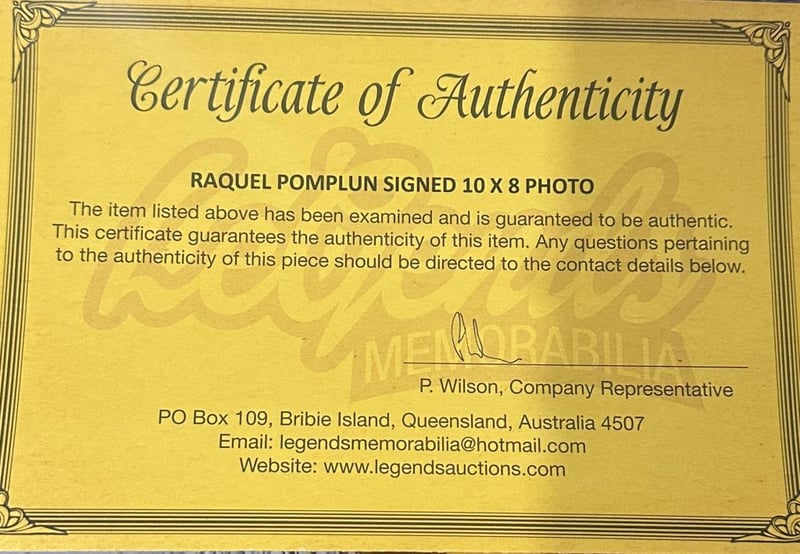 Certificate of Authenticity
RAQUEL POMPLUN SIGNED 10 X 8 PHOTO
The item listed above has been examined and is guaranteed to be authentic.
This certificate guarantees the authenticity of this item. Any questions pertaining
to the authenticity of this piece should be directed to the contact details below.
Legends
MEMORABILIA
P. Wilson, Company Representative
PO Box 109, Bribie Island, Queensland, Australia 4507
Email: legendsmemorabilia@hotmail.com
Website: www.legendsauctions.com